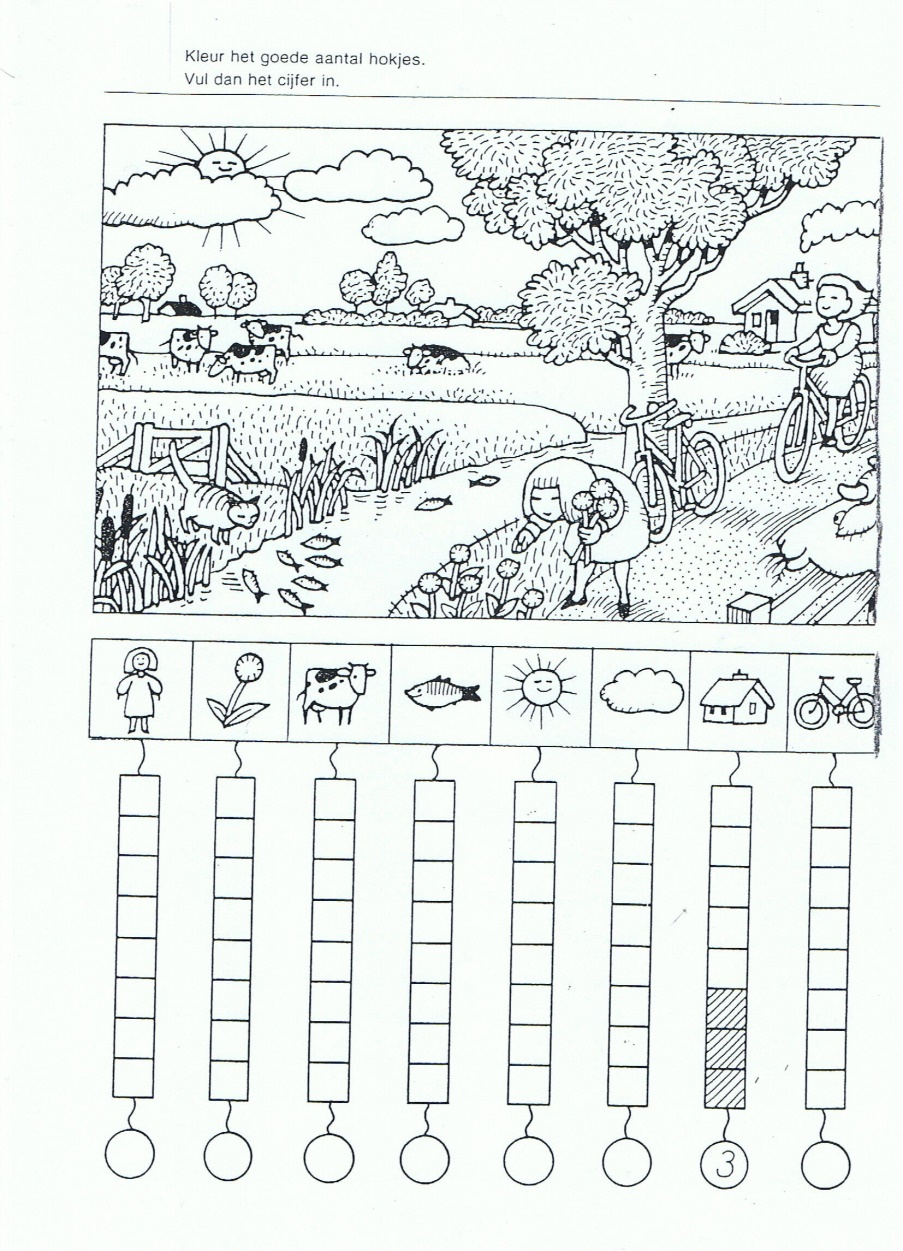 Kleur het goede aantal hokjes.
Vul dan het cijfer in.
3